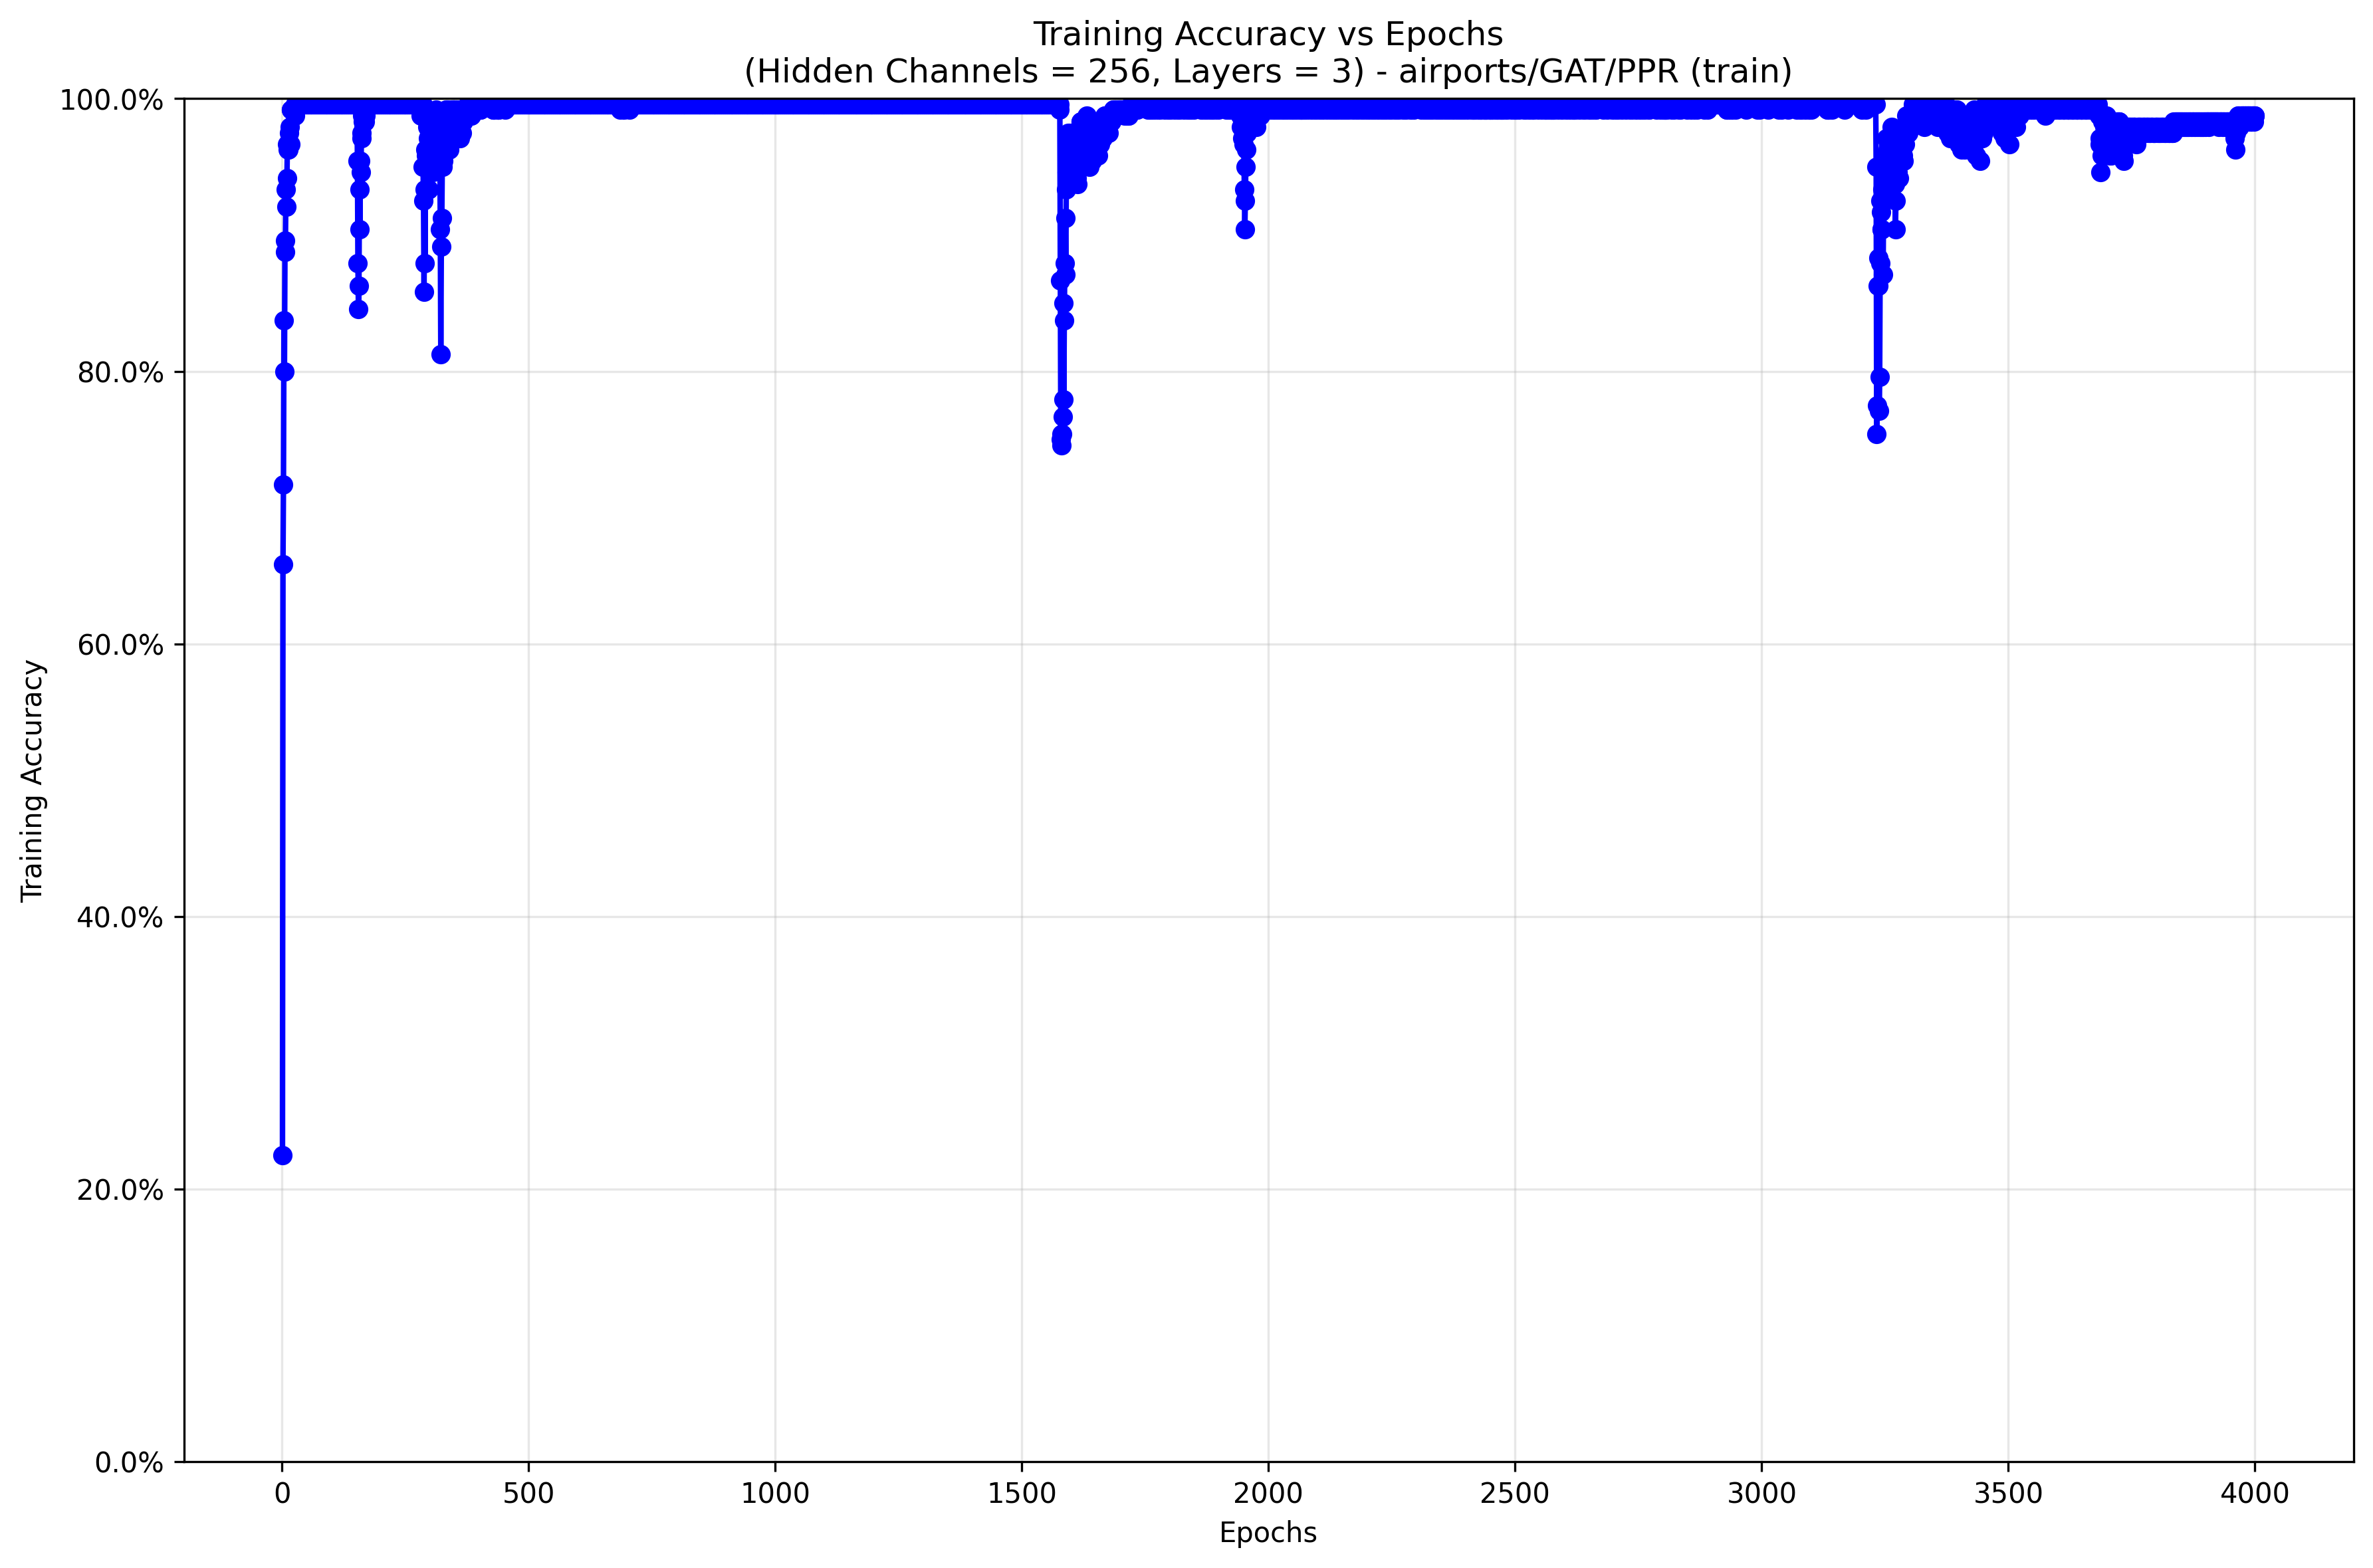 Training Accuracy vs Epochs
(Hidden Channels = 256, Layers = 3) - airports/GAT/PPR (train)
100.0%
80.0%
60.0%
40.0%
20.0%
0.0%
Training Accuracy
0 500 1000 1500 2000 2500 3000 3500 4000
Epochs